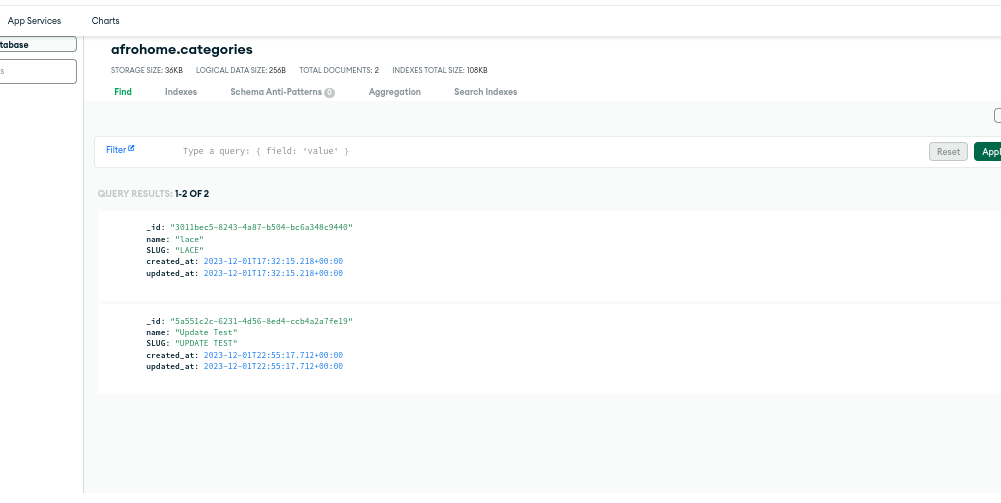 App Services Charts
tabase
s
afrohome.categories
STORAGE SIZE: 36KB LOGICAL DATA SIZE: 256B TOTAL DOCUMENTS: 2 INDEXES TOTAL SIZE: 108KB
Find Indexes Schema Anti-Patterns 0 Aggregation Search Indexes
Filter Type a query: { field: 'value' } Reset Appl
QUERY RESULTS: 1-2 OF 2
_id: "3011bec5-8243-4a87-b504-bc6a348c9440"
name: "lace"
SLUG: "LACE"
created_at: 2023-12-01T17:32:15.218+00:00
updated_at: 2023-12-01T17:32:15.218+00:00
_id: "5a551c2c-6231-4d56-8ed4-ccb4a2a7fe19"
name: "Update Test"
SLUG: "UPDATE TEST"
created_at: 2023-12-01T22:55:17.712+00:00
updated_at: 2023-12-01T22:55:17.712+00:00